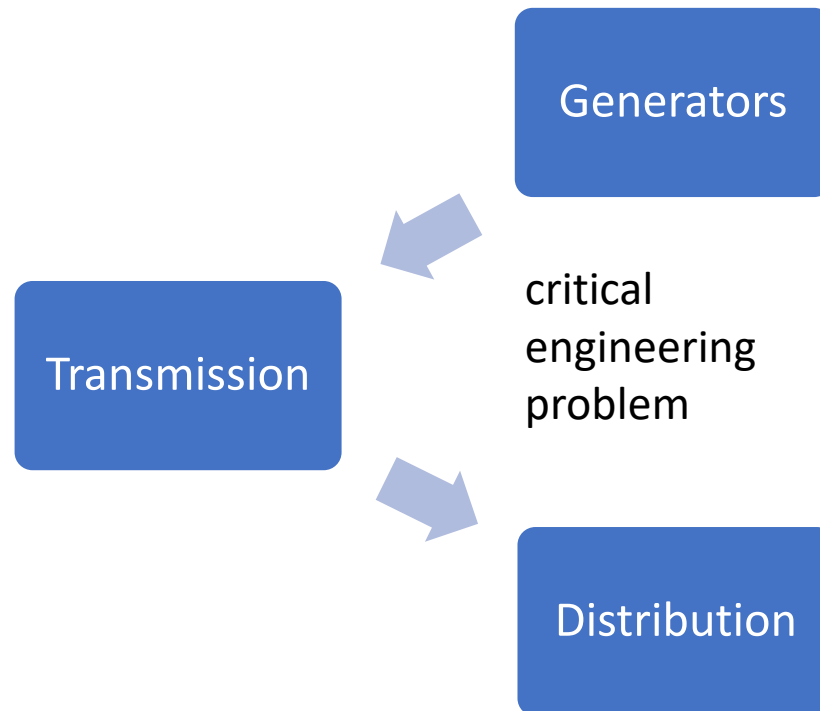 Generators
critical
engineering
problem
Transmission
Distribution